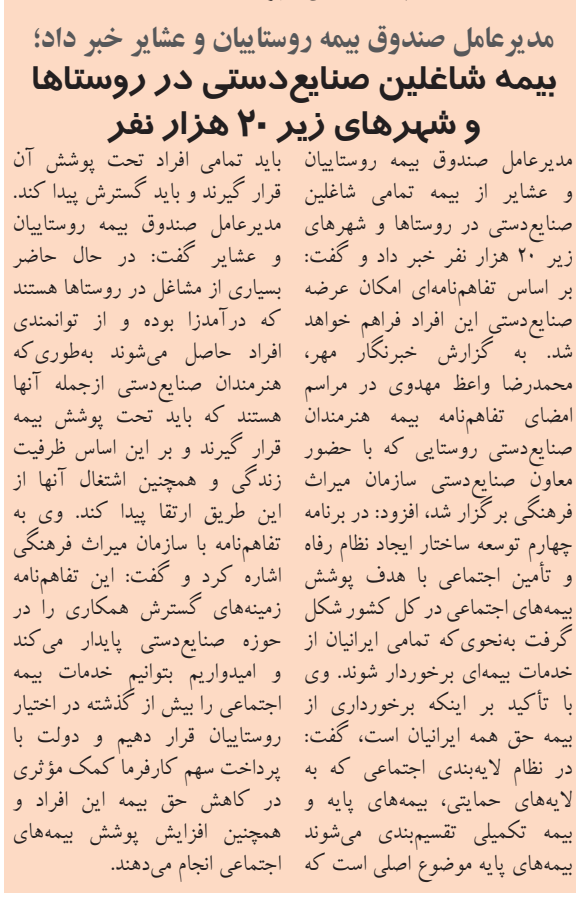 مدیرعامل صندوق بیمه روستاییان و عشایر خبر داد؛
بیمه شاغلین صنایع‌دستی در روستاها
و شهرهای زیر ۲۰ هزار نفر
مدیرعامل صندوق بیمه روستاییان
و عشایر از بیمه تمامی شاغلین
صنایع‌دستی در روستاها و شهرهای
زیر ۲۰ هزار نفر خبر داد و گفت:
بر اساس تفاهم‌نامه‌ای امکان عرضه
صنایع‌دستی این افراد فراهم خواهد
شد. به گزارش خبرنگار مهر،
محمدرضا واعظ مهدوی در مراسم
امضای تفاهم‌نامه بیمه هنرمندان
صنایع‌دستی روستایی که با حضور
معاون صنایع‌دستی سازمان میراث
فرهنگی برگزار شد، افزود: در برنامه
چهارم توسعه ساختار ایجاد نظام رفاه
و تأمین اجتماعی با هدف پوشش
بیمه‌های اجتماعی در کل کشور شکل
گرفت به‌نحوی‌که تمامی ایرانیان از
خدمات بیمه‌ای برخوردار شوند. وی
با تأکید بر اینکه برخورداری از
بیمه حق همه ایرانیان است، گفت:
در نظام لایه‌بندی اجتماعی که به
لایه‌های حمایتی، بیمه‌های پایه و
بیمه تکمیلی تقسیم‌بندی می‌شوند
بیمه‌های پایه موضوع اصلی است که
باید تمامی افراد تحت پوشش آن
قرار گیرند و باید گسترش پیدا کند.
مدیرعامل صندوق بیمه روستاییان
و عشایر گفت: در حال حاضر
بسیاری از مشاغل در روستاها هستند
که درآمدزا بوده و از توانمندی
افراد حاصل می‌شوند به‌طوری‌که
هنرمندان صنایع‌دستی ازجمله آنها
هستند که باید تحت پوشش بیمه
قرار گیرند و بر این اساس ظرفیت
زندگی و همچنین اشتغال آنها از
این طریق ارتقا پیدا کند. وی به
تفاهم‌نامه با سازمان میراث فرهنگی
اشاره کرد و گفت: این تفاهم‌نامه
زمینه‌های گسترش همکاری را در
حوزه صنایع‌دستی پایدار می‌کند
و امیدواریم بتوانیم خدمات بیمه
اجتماعی را بیش از گذشته در اختیار
روستاییان قرار دهیم و دولت با
پرداخت سهم کارفرما کمک مؤثری
در کاهش حق بیمه این افراد و
همچنین افزایش پوشش بیمه‌های
اجتماعی انجام می‌دهند.